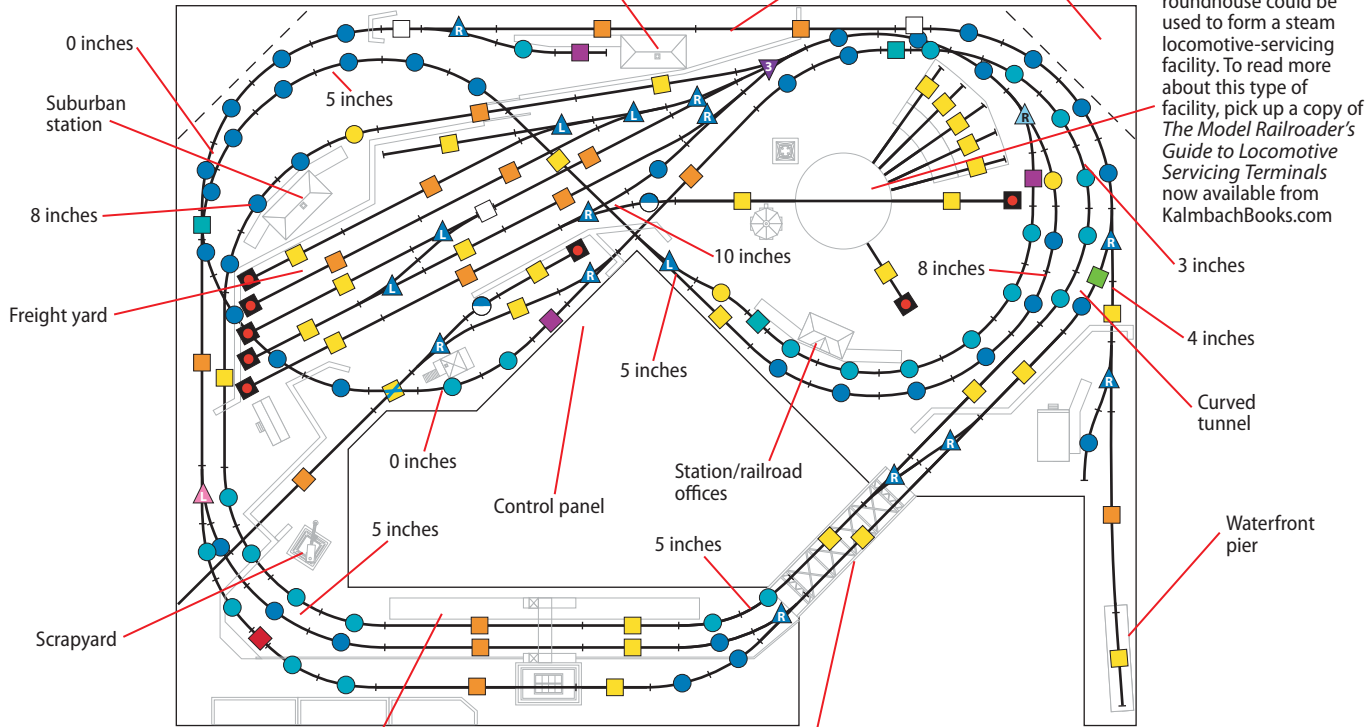 roundhouse could be
used to form a steam
locomotive-servicing
facility. To read more
about this type of
facility, pick up a copy of
The Model Railroader's
Guide to Locomotive
Servicing Terminals
now available from
KalmbachBooks.com
0 inches
Suburban
station
8 inches
Freight yard
Scrapyard
5 inches
R
3
R
R
L
L
R
L
R
10 inches
L
R
R
L
5 inches
8 inches
R
R
3 inches
4 inches
R
Curved
tunnel
0 inches
Control panel
Station/railroad
offices
R
R
L
5 inches
5 inches
R
Waterfront
pier